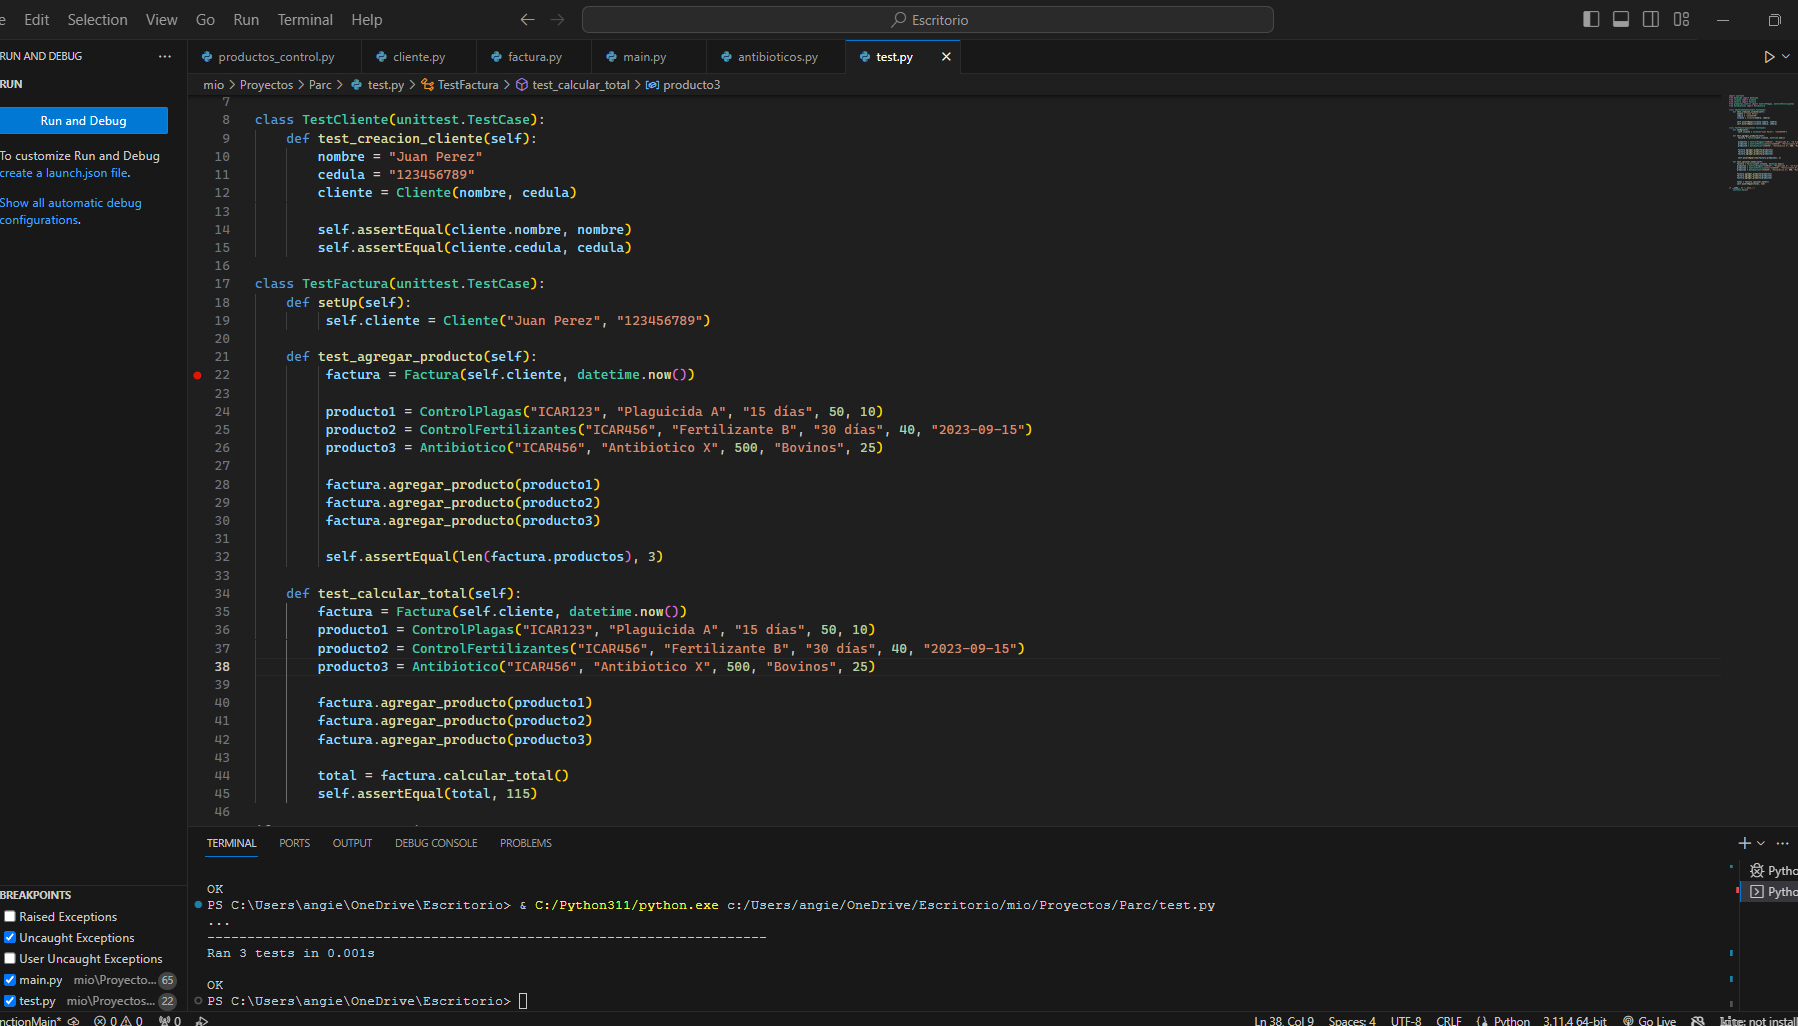 Edit Selection View Go Run Terminal Help Escritorio
RUN AND DEBUG ...
productos_control.py cliente.py factura.py main.py antibioticos.py test.py
RUN
mio > Proyectos > Parc > test.py > TestFactura > test_calcular_total > producto3
Run and Debug
To customize Run and Debug
create a launch.json file.
Show all automatic debug
configurations.
7
8 class TestCliente(unittest.TestCase):
9 def test_creacion_cliente(self):
10 nombre = "Juan Perez"
11 cedula = "123456789"
12 cliente = Cliente(nombre, cedula)
13
14 self.assertEqual(cliente.nombre, nombre)
15 self.assertEqual(cliente.cedula, cedula)
16
17 class TestFactura(unittest.TestCase):
18 def setUp(self):
19 self.cliente = Cliente("Juan Perez", "123456789")
20
21 def test_agregar_producto(self):
22 factura = Factura(self.cliente, datetime.now())
23
24 producto1 = ControlPlagas("ICAR123", "Plaguicida A", "15 días", 50, 10)
25 producto2 = ControlFertilizantes("ICAR456", "Fertilizante B", "30 días", 40, "2023-09-15")
26 producto3 = Antibiotico("ICAR456", "Antibiotico X", 500, "Bovinos", 25)
27
28 factura.agregar_producto(producto1)
29 factura.agregar_producto(producto2)
30 factura.agregar_producto(producto3)
31
32 self.assertEqual(len(factura.productos), 3)
33
34 def test_calcular_total(self):
35 factura = Factura(self.cliente, datetime.now())
36 producto1 = ControlPlagas("ICAR123", "Plaguicida A", "15 días", 50, 10)
37 producto2 = ControlFertilizantes("ICAR456", "Fertilizante B", "30 días", 40, "2023-09-15")
38 producto3 = Antibiotico("ICAR456", "Antibiotico X", 500, "Bovinos", 25)
39
40 factura.agregar_producto(producto1)
41 factura.agregar_producto(producto2)
42 factura.agregar_producto(producto3)
43
44 total = factura.calcular_total()
45 self.assertEqual(total, 115)
46
TERMINAL PORTS OUTPUT DEBUG CONSOLE PROBLEMS
OK
PS C:\Users\angie\OneDrive\Escritorio> & C:/Python311/python.exe c:/Users/angie/OneDrive/Escritorio/mio/Proyectos/Parc/test.py
...
----------------------------------------------------------------------
Ran 3 tests in 0.001s
OK
PS C:\Users\angie\OneDrive\Escritorio>
Pytho
Pytho
BREAKPOINTS
Raised Exceptions
Uncaught Exceptions
User Uncaught Exceptions
main.py mio\Proyecto... 65
test.py mio\Proyectos... 22
nctionMain* 0 0 0 Ln 38, Col 9 Spaces: 4 UTF-8 CRLF Python 3.11.4 64-bit Go Live kite: not install